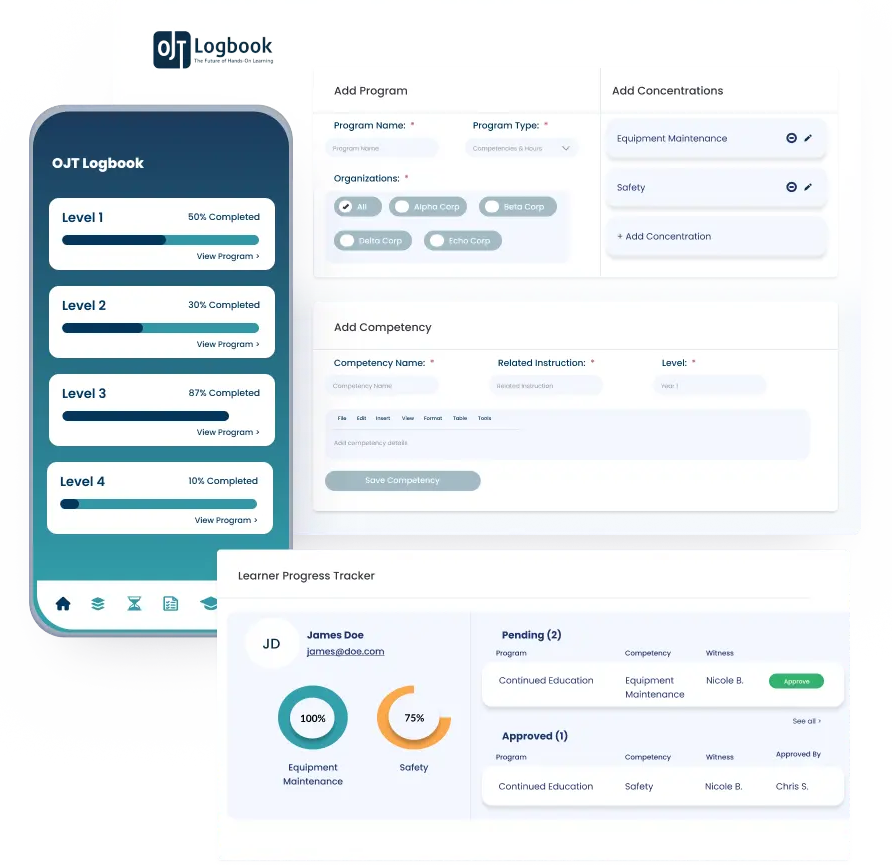 OJT Logbook
The Future of Hands-On Learning
Add Program
Program Name: *
Program Type: *
Program Name
Competencies & Hours
Organizations: *
All
Alpha Corp
Beta Corp
Delta Corp
Echo Corp
Add Concentrations
Equipment Maintenance
Safety
+ Add Concentration
OJT Logbook
Level 1
50% Completed
View Program >
Level 2
30% Completed
View Program >
Level 3
87% Completed
View Program >
Level 4
10% Completed
View Program >
Add Competency
Competency Name: *
Related Instruction: *
Level: *
Competency Name
Related Instruction
Year 1
File Edit Insert View Format Table Tools
Add competency details
Save Competency
Learner Progress Tracker
JD
James Doe
james@doe.com
100%
75%
Equipment
Maintenance
Safety
Pending (2)
Program Competency Witness
Continued Education
Equipment
Maintenance
Nicole B.
Approve
See all >
Approved (1)
Program Competency Witness Approved By
Continued Education Safety Nicole B. Chris S.